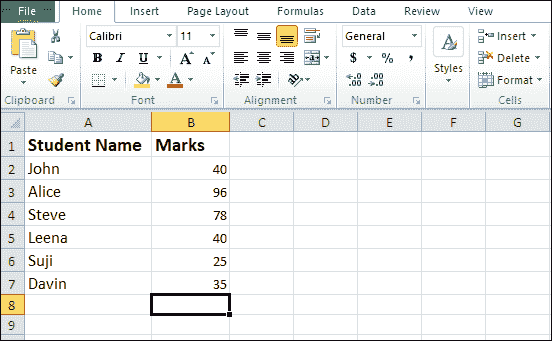 File Home Insert Page Layout Formulas Data Review View
Calibri 11 General Insert
Paste B I U A A $ % , Styles Delete
A .00 .0 .00 Format
Clipboard Font Alignment Number Cells
A B C D E F G
1 Student Name Marks
2 John 40
3 Alice 96
4 Steve 78
5 Leena 40
6 Suji 25
7 Davin 35
8
9